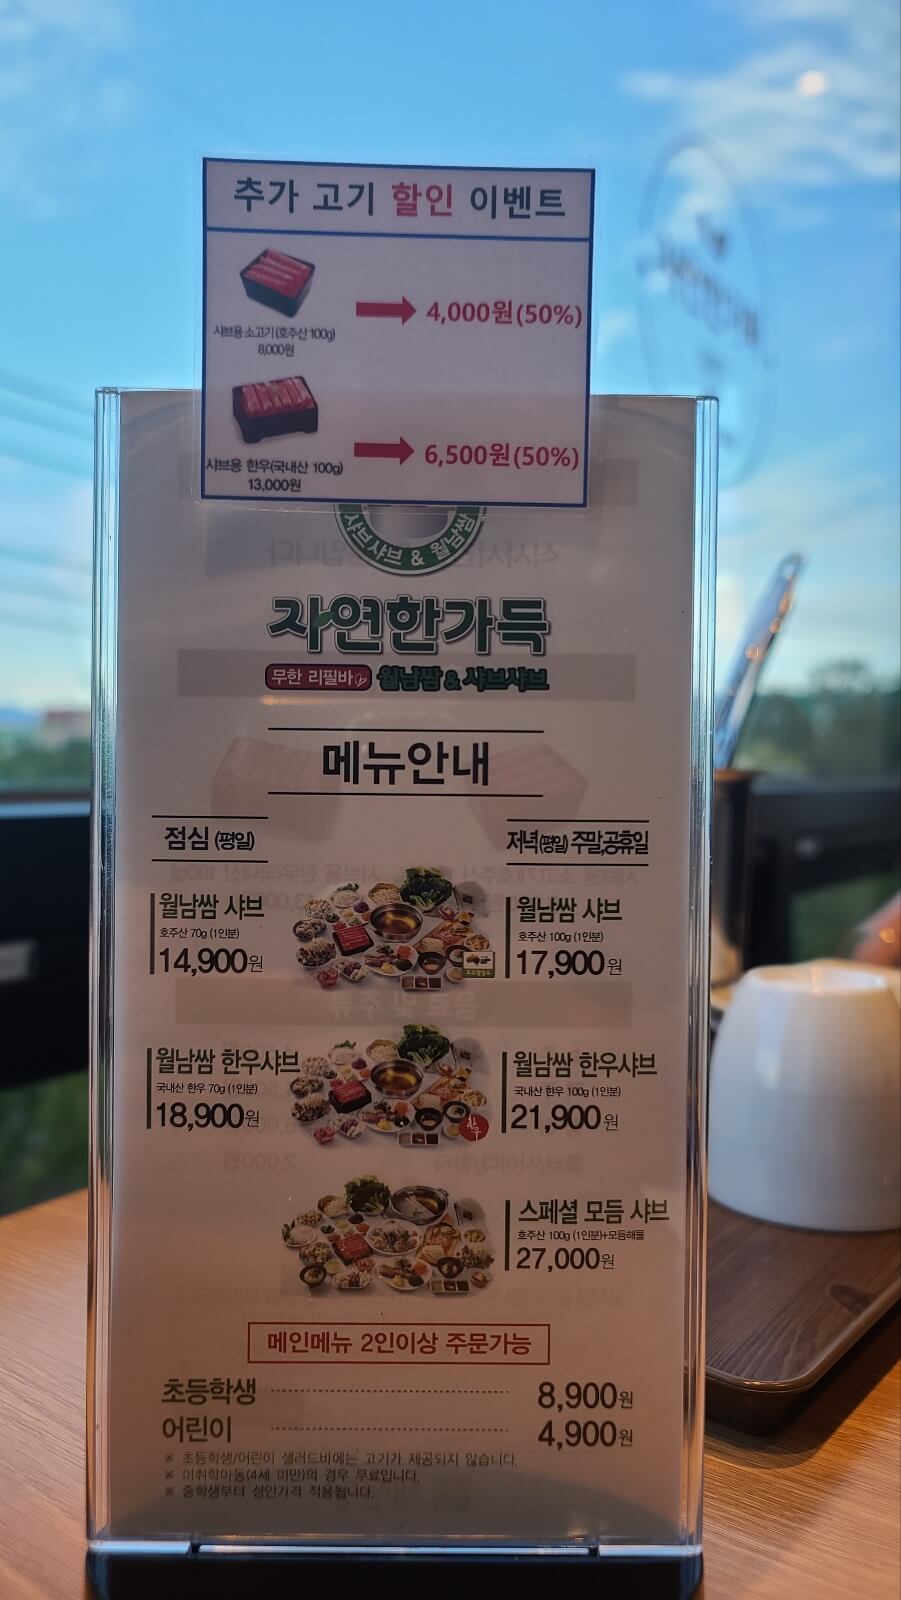 추가 고기 할인 이벤트
4,000원(50%)
샤브용 소고기(호주산 100g)
8,000원
6,500원(50%)
샤브용 한우(국내산 100g)
13,000원
샤브샤브 & 월남쌈
자연한가득
무한 리필바 월남쌈 & 샤브샤브
메뉴안내
점심 (평일)
저녁(평일) 주말,공휴일
월남쌈 샤브
호주산 70g (1인분)
14,900원
월남쌈 샤브
호주산 100g (1인분)
17,900원
월남쌈 한우샤브
국내산 한우 70g (1인분)
18,900원
월남쌈 한우샤브
국내산 한우 100g (1인분)
21,900원
한우
스페셜 모듬 샤브
호주산 100g (1인분)+모듬해물
27,000원
메인메뉴 2인이상 주문가능
초등학생 8,900원
어린이 4,900원
※ 초등학생/어린이 샐러드바에는 고기가 제공되지 않습니다.
※ 미취학아동(4세 미만)의 경우 무료입니다.
※ 중학생부터 성인가격 적용됩니다.